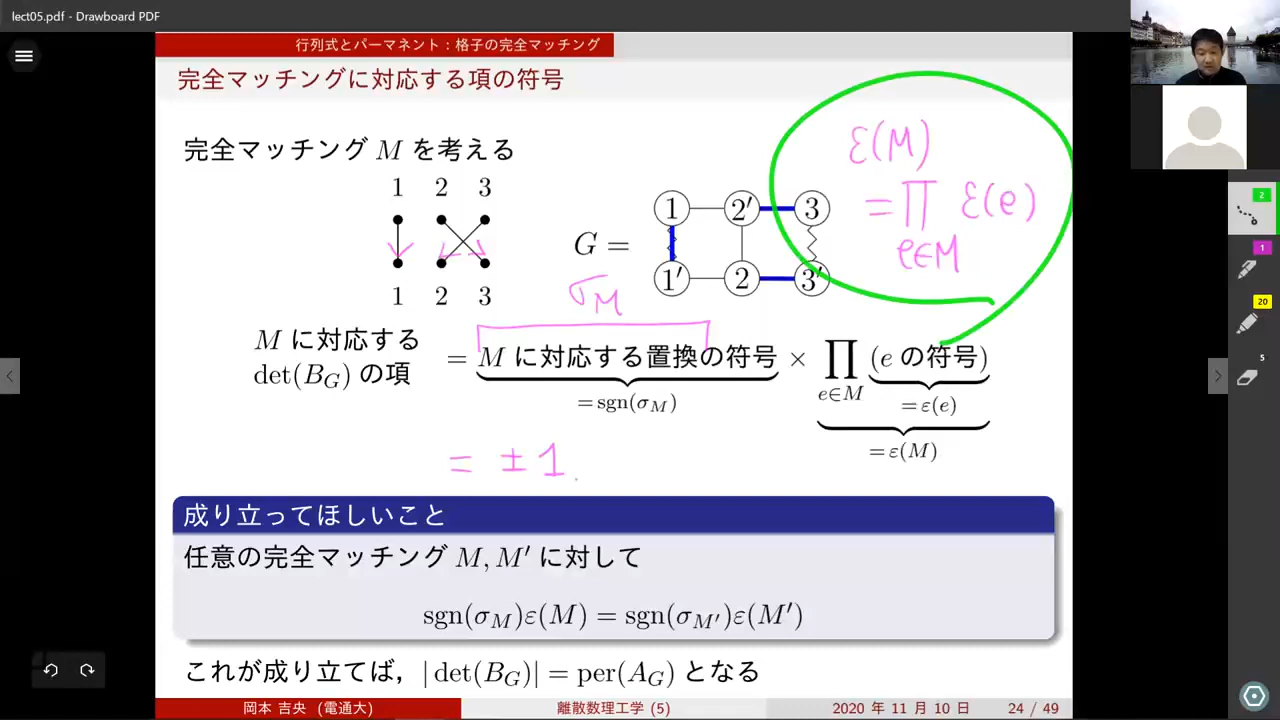 lect05.pdf - Drawboard PDF
行列式とパーマネント：格子の完全マッチング
完全マッチングに対応する項の符号
完全マッチング M を考える
1 2 3
1 2 3
G =
1 2′ 3
1′ 2 3′
ε(M)
= ∏ ε(e)
e∈M
σM
M に対応する
det(BG) の項
= M に対応する置換の符号 × ∏ (e の符号)
e∈M
= sgn(σM)
= ε(e)
= ε(M)
= ±1
成り立ってほしいこと
任意の完全マッチング M, M′ に対して
sgn(σM)ε(M) = sgn(σM′)ε(M′)
これが成り立てば，|det(BG)| = per(AG) となる
岡本 吉央 (電通大) 離散数理工学 (5) 2020 年 11 月 10 日 24 / 49
2
1
20
5